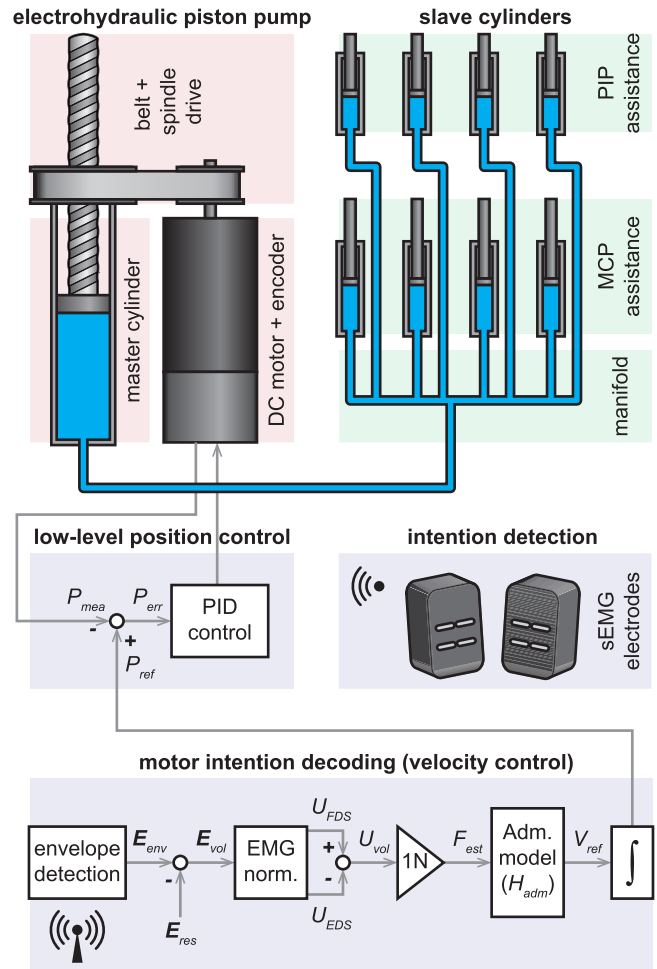 electrohydraulic piston pump
slave cylinders
belt +
spindle
drive
PIP
assistance
master cylinder
DC motor + encoder
MCP
assistance
manifold
low-level position control
intention detection
P_mea
P_err
PID
control
-
+
P_ref
sEMG
electrodes
motor intention decoding (velocity control)
envelope
detection
E_env
-
E_res
E_vol
EMG
norm.
U_FDS
+
-
U_EDS
U_vol
1N
F_est
Adm.
model
(H_adm)
V_ref
∫